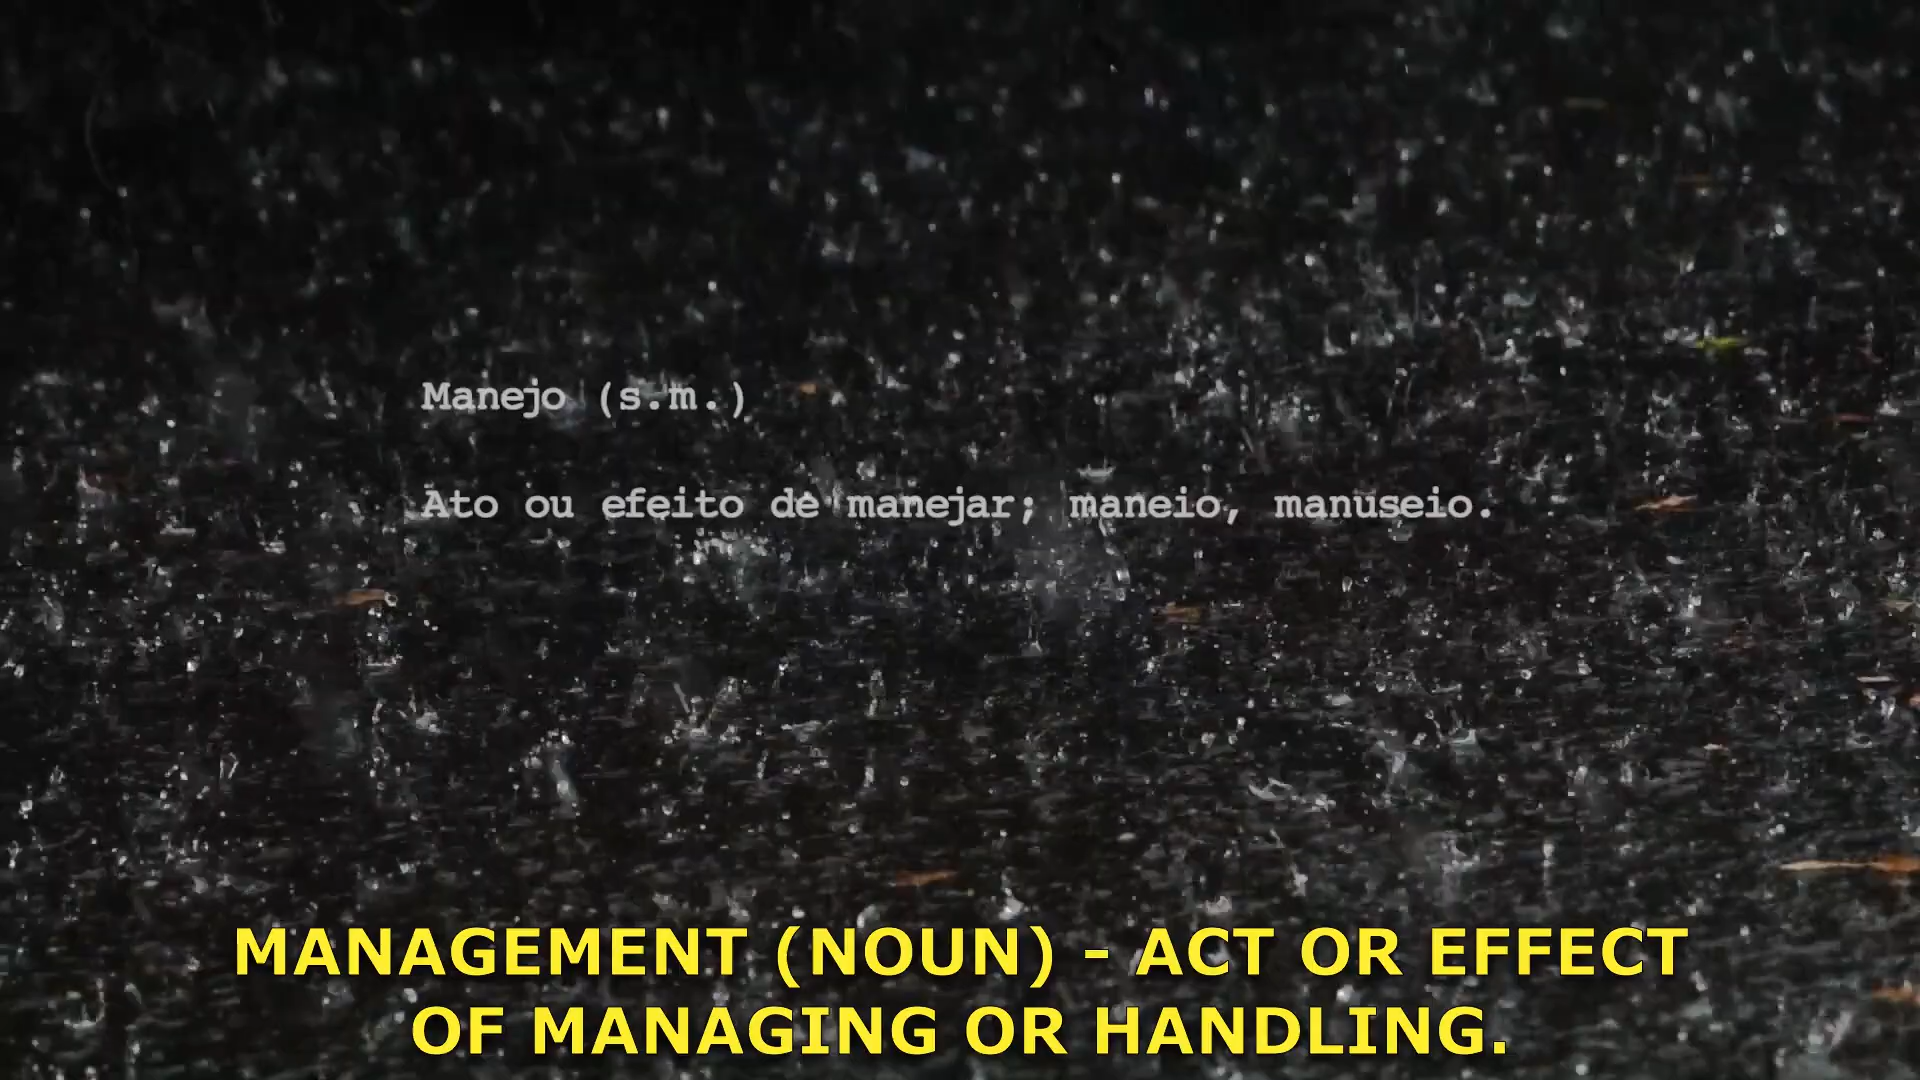 Manejo (s.m.)
Ato ou efeito de manejar; maneio, manuseio.
MANAGEMENT (NOUN) - ACT OR EFFECT
OF MANAGING OR HANDLING.